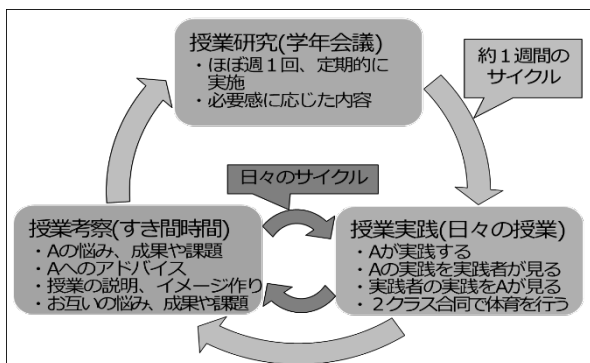 授業研究(学年会議)
・ほぼ週1回、定期的に
実施
・必要感に応じた内容
約1週間の
サイクル
日々のサイクル
授業考察(すき間時間)
・Aの悩み、成果や課題
・Aへのアドバイス
・授業の説明、イメージ作り
・お互いの悩み、成果や課題
授業実践(日々の授業)
・Aが実践する
・Aの実践を実践者が見る
・実践者の実践をAが見る
・2クラス合同で体育を行う